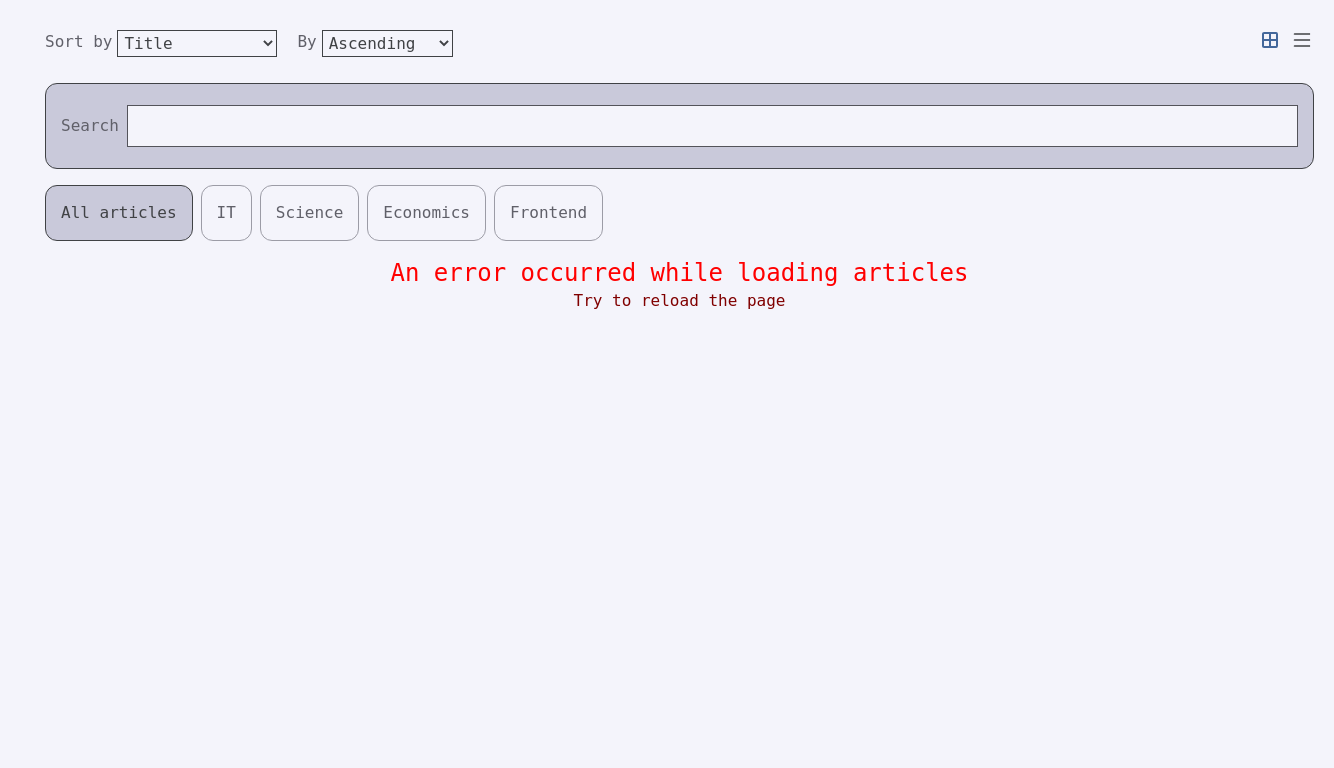 Sort by Title By Ascending
Search
All articles IT Science Economics Frontend
An error occurred while loading articles
Try to reload the page